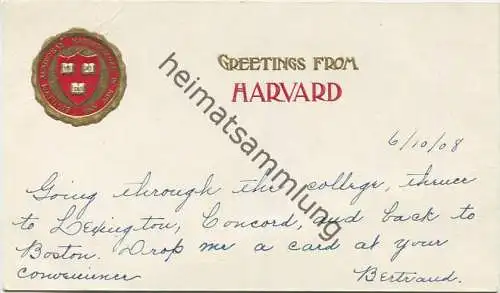 GREETINGS FROM
HARVARD
6/10/08
Going through the college, thence
to Lexington, Concord, and back to
Boston. Drop me a card at your
convenience
Bertrand.
heimatsammlung